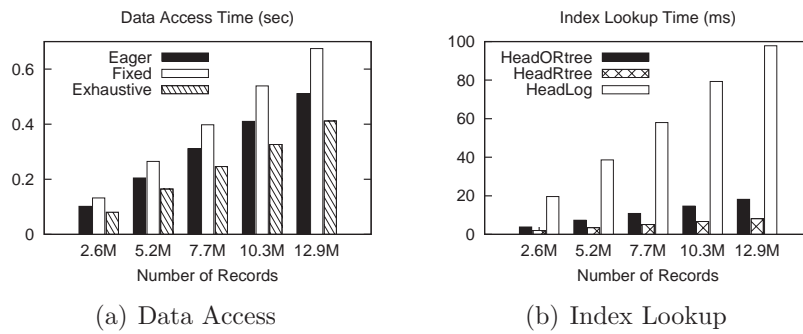 Data Access Time (sec)
Eager
Fixed
Exhaustive
0.6
0.4
0.2
0
2.6M 5.2M 7.7M 10.3M 12.9M
Number of Records
(a) Data Access
Index Lookup Time (ms)
HeadORtree
HeadRtree
HeadLog
100
80
60
40
20
0
2.6M 5.2M 7.7M 10.3M 12.9M
Number of Records
(b) Index Lookup